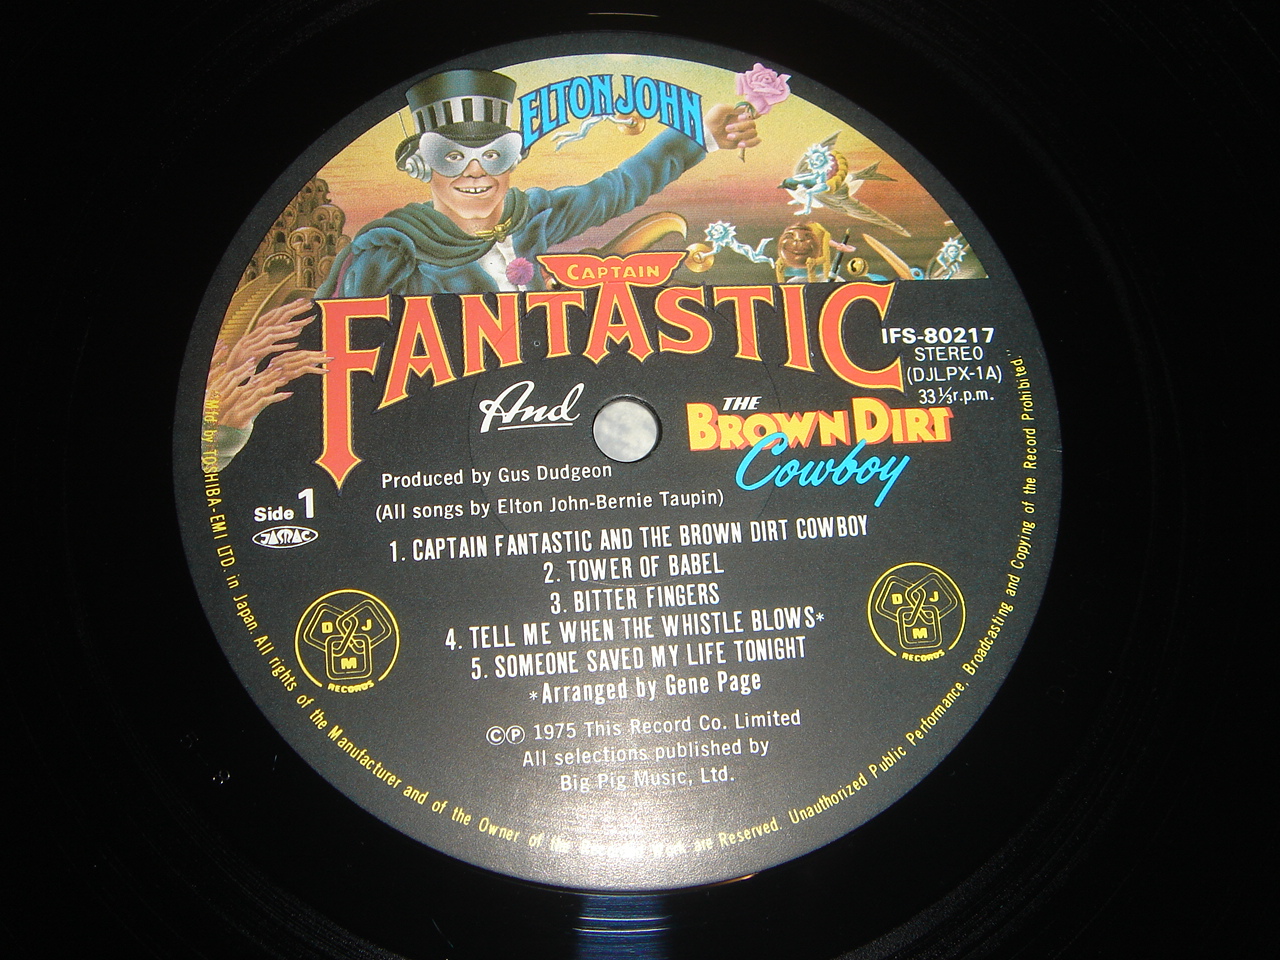 ELTON JOHN
CAPTAIN
FANTASTIC
And
THE
BROWN DIRT
Cowboy
IFS-80217
STEREO
(DJLPX-1A)
33⅓r.p.m.
Produced by Gus Dudgeon
(All songs by Elton John-Bernie Taupin)
Side 1
JASRAC
1. CAPTAIN FANTASTIC AND THE BROWN DIRT COWBOY
2. TOWER OF BABEL
3. BITTER FINGERS
4. TELL ME WHEN THE WHISTLE BLOWS*
5. SOMEONE SAVED MY LIFE TONIGHT
*Arranged by Gene Page
DJM
RECORDS
DJM
RECORDS
©Ⓟ 1975 This Record Co. Limited
All selections published by
Big Pig Music, Ltd.
"Mfd. by TOSHIBA-EMI LTD. in Japan. All rights of the Manufacturer and of the Owner of the Recorded Work are Reserved. Unauthorized Public Performance, Broadcasting and Copying of the Record Prohibited."